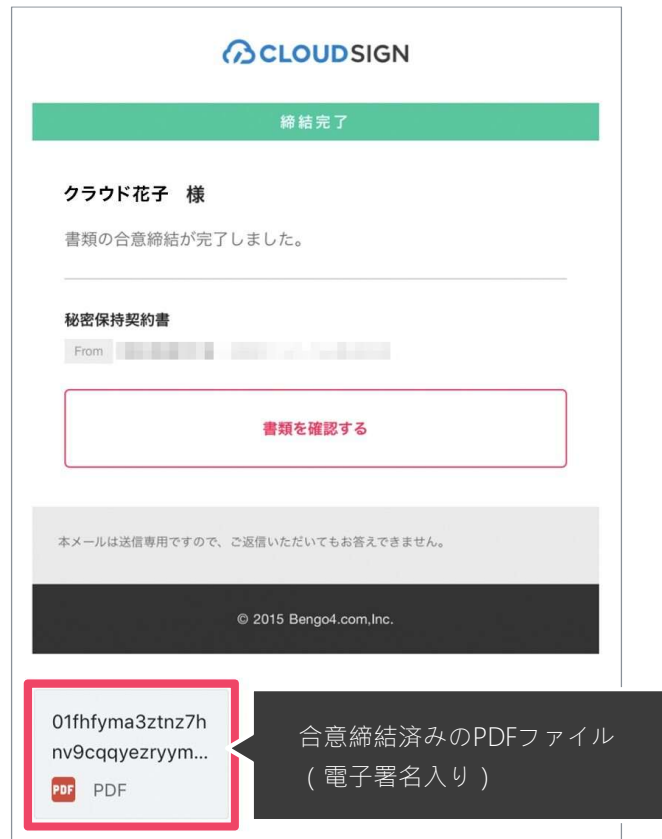 CLOUDSIGN
締結完了
クラウド花子 様
書類の合意締結が完了しました。
秘密保持契約書
From
書類を確認する
本メールは送信専用ですので、ご返信いただいてもお答えできません。
© 2015 Bengo4.com,Inc.
01fhfyma3ztnz7h
nv9cqqyezryym...
PDF PDF
合意締結済みのPDFファイル
(電子署名入り)